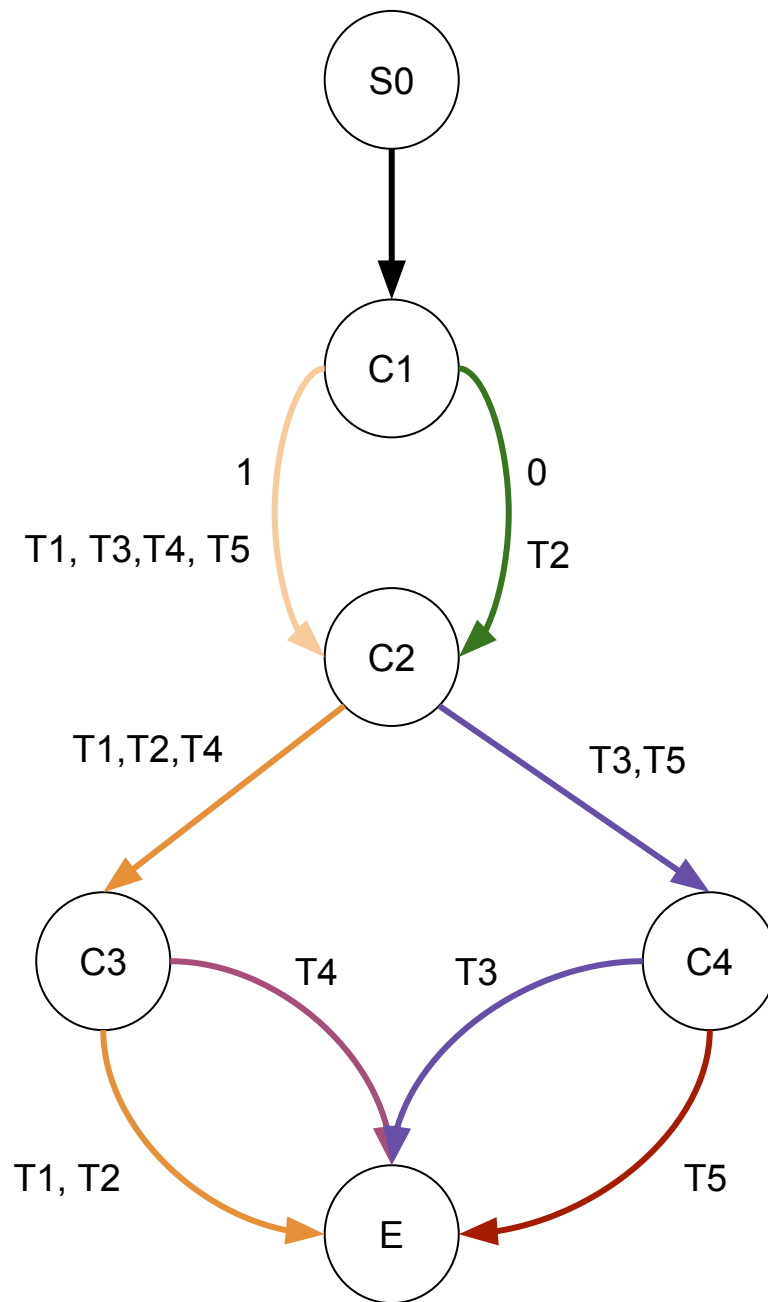 S0
C1
1
0
T1, T3,T4, T5
T2
C2
T1,T2,T4
T3,T5
C3
T4
T3
C4
T1, T2
T5
E